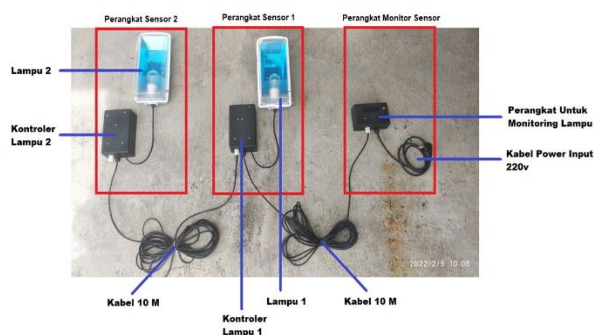 Perangkat Sensor 2
Perangkat Sensor 1
Perangkat Monitor Sensor
Lampu 2
Kontroler
Lampu 2
Perangkat Untuk
Monitoring Lampu
Kabel Power Input
220v
2022/2/9 10:08
Kabel 10 M
Lampu 1
Kabel 10 M
Kontroler
Lampu 1